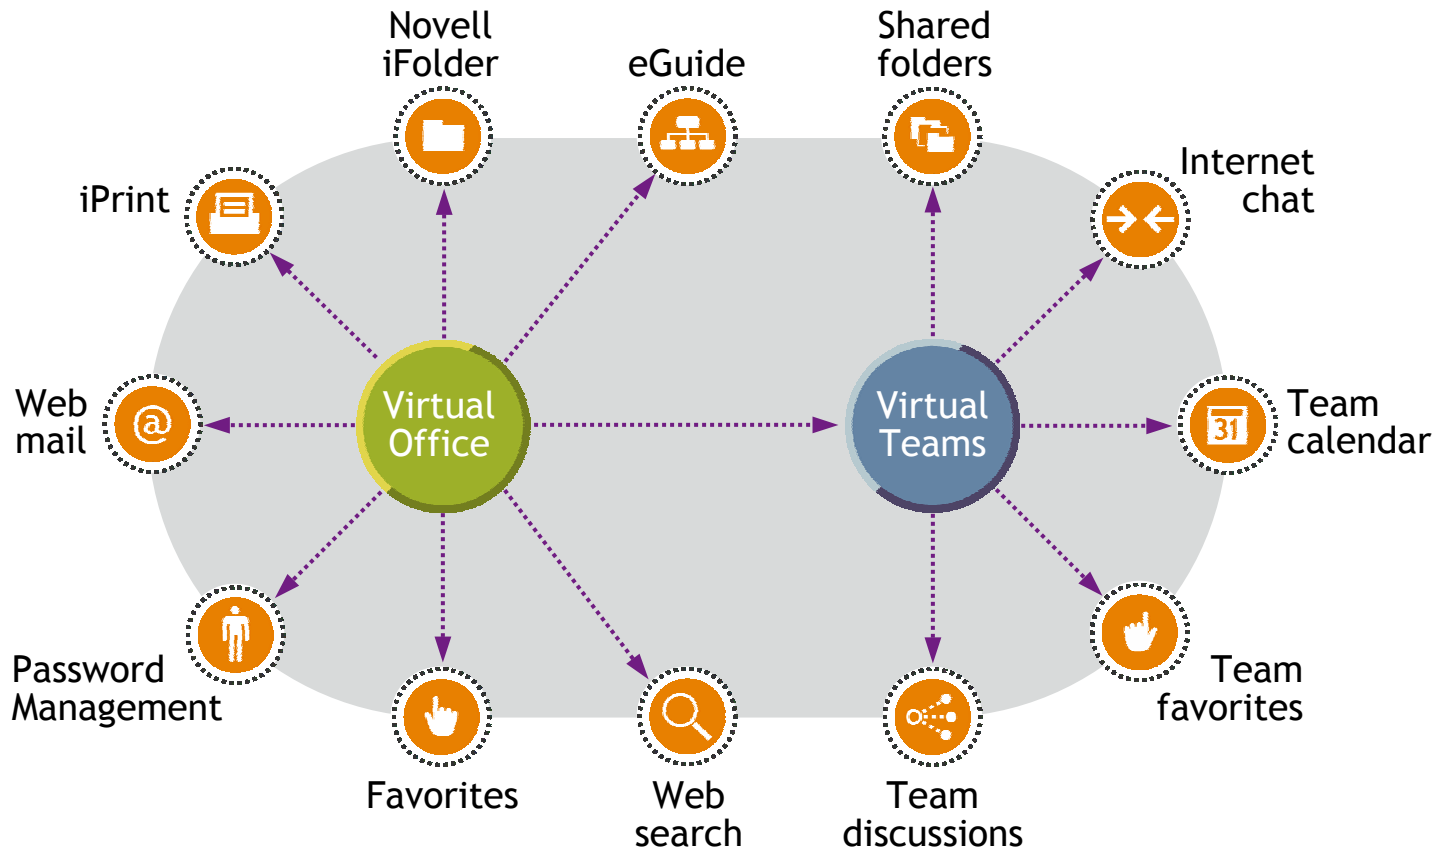 Novell
iFolder
eGuide
Shared
folders
Internet
chat
iPrint
Web
mail
@
Virtual
Office
Virtual
Teams
31
Team
calendar
Password
Management
Team
favorites
Favorites
Web
search
Team
discussions